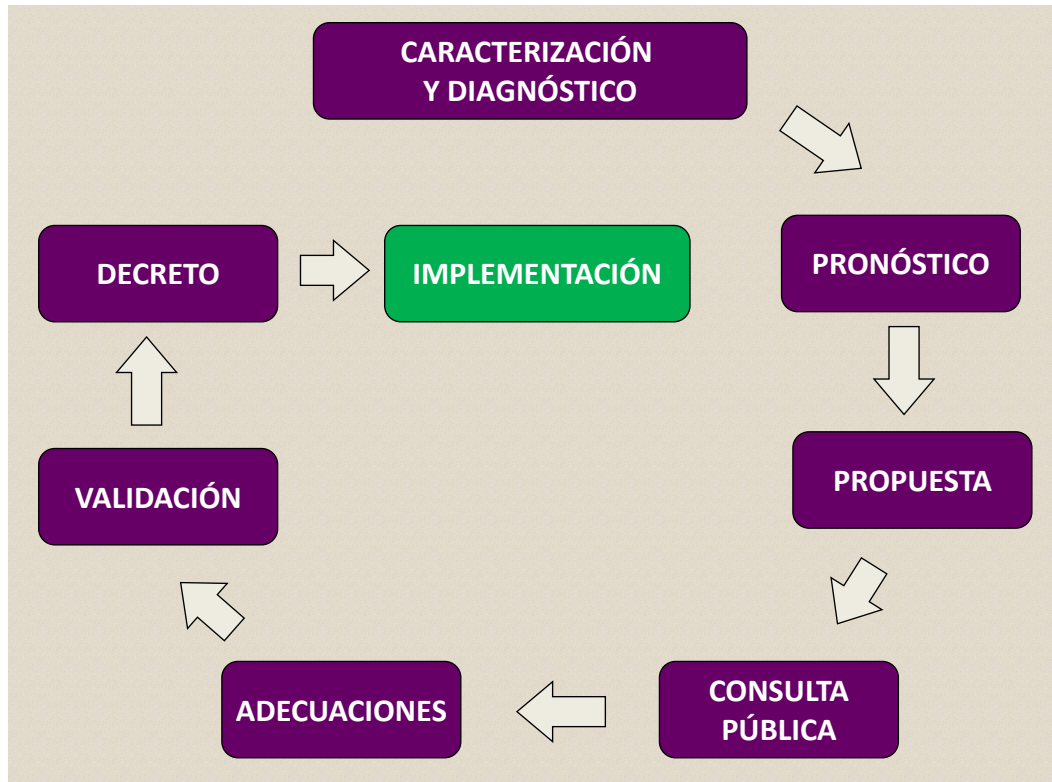 CARACTERIZACIÓN
Y DIAGNÓSTICO
PRONÓSTICO
PROPUESTA
CONSULTA
PÚBLICA
ADECUACIONES
VALIDACIÓN
DECRETO
IMPLEMENTACIÓN